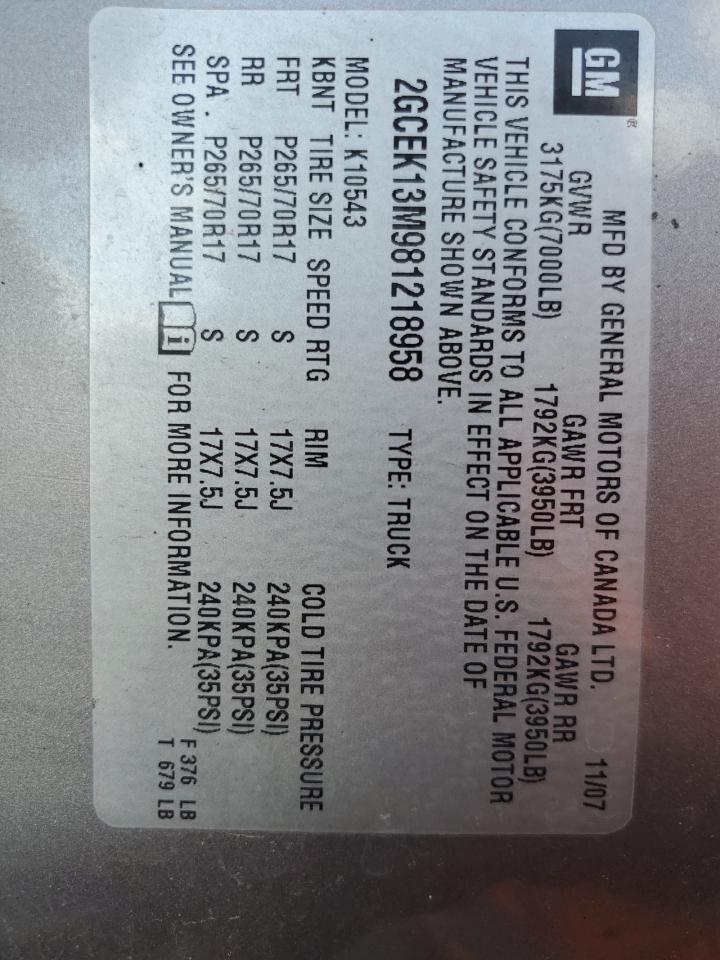 GM ®
MFD BY GENERAL MOTORS OF CANADA LTD. 11/07
GVWR GAWR FRT GAWR RR
3175KG(7000LB) 1792KG(3950LB) 1792KG(3950LB)
THIS VEHICLE CONFORMS TO ALL APPLICABLE U.S. FEDERAL MOTOR
VEHICLE SAFETY STANDARDS IN EFFECT ON THE DATE OF
MANUFACTURE SHOWN ABOVE.
2GCEK13M981218958 TYPE: TRUCK
MODEL: K10543
KBNT TIRE SIZE SPEED RTG RIM COLD TIRE PRESSURE
FRT P265/70R17 S 17X7.5J 240KPA(35PSI)
RR P265/70R17 S 17X7.5J 240KPA(35PSI)
SPA . P265/70R17 S 17X7.5J 240KPA(35PSI)
SEE OWNER'S MANUAL i FOR MORE INFORMATION.
F 376 LB
T 679 LB